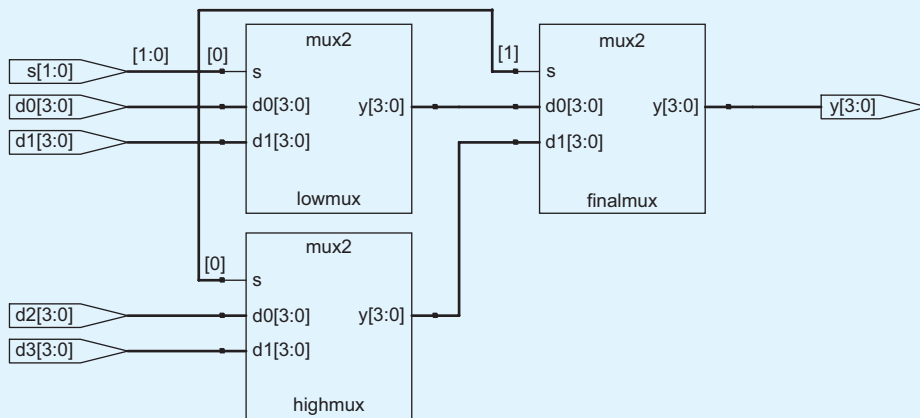 mux2
mux2
[1:0]
[0]
[1]
s[1:0]
s
s
d0[3:0]
d0[3:0]
y[3:0]
d0[3:0]
y[3:0]
y[3:0]
d1[3:0]
d1[3:0]
d1[3:0]
lowmux
finalmux
mux2
[0]
s
d2[3:0]
d0[3:0]
y[3:0]
d3[3:0]
d1[3:0]
highmux